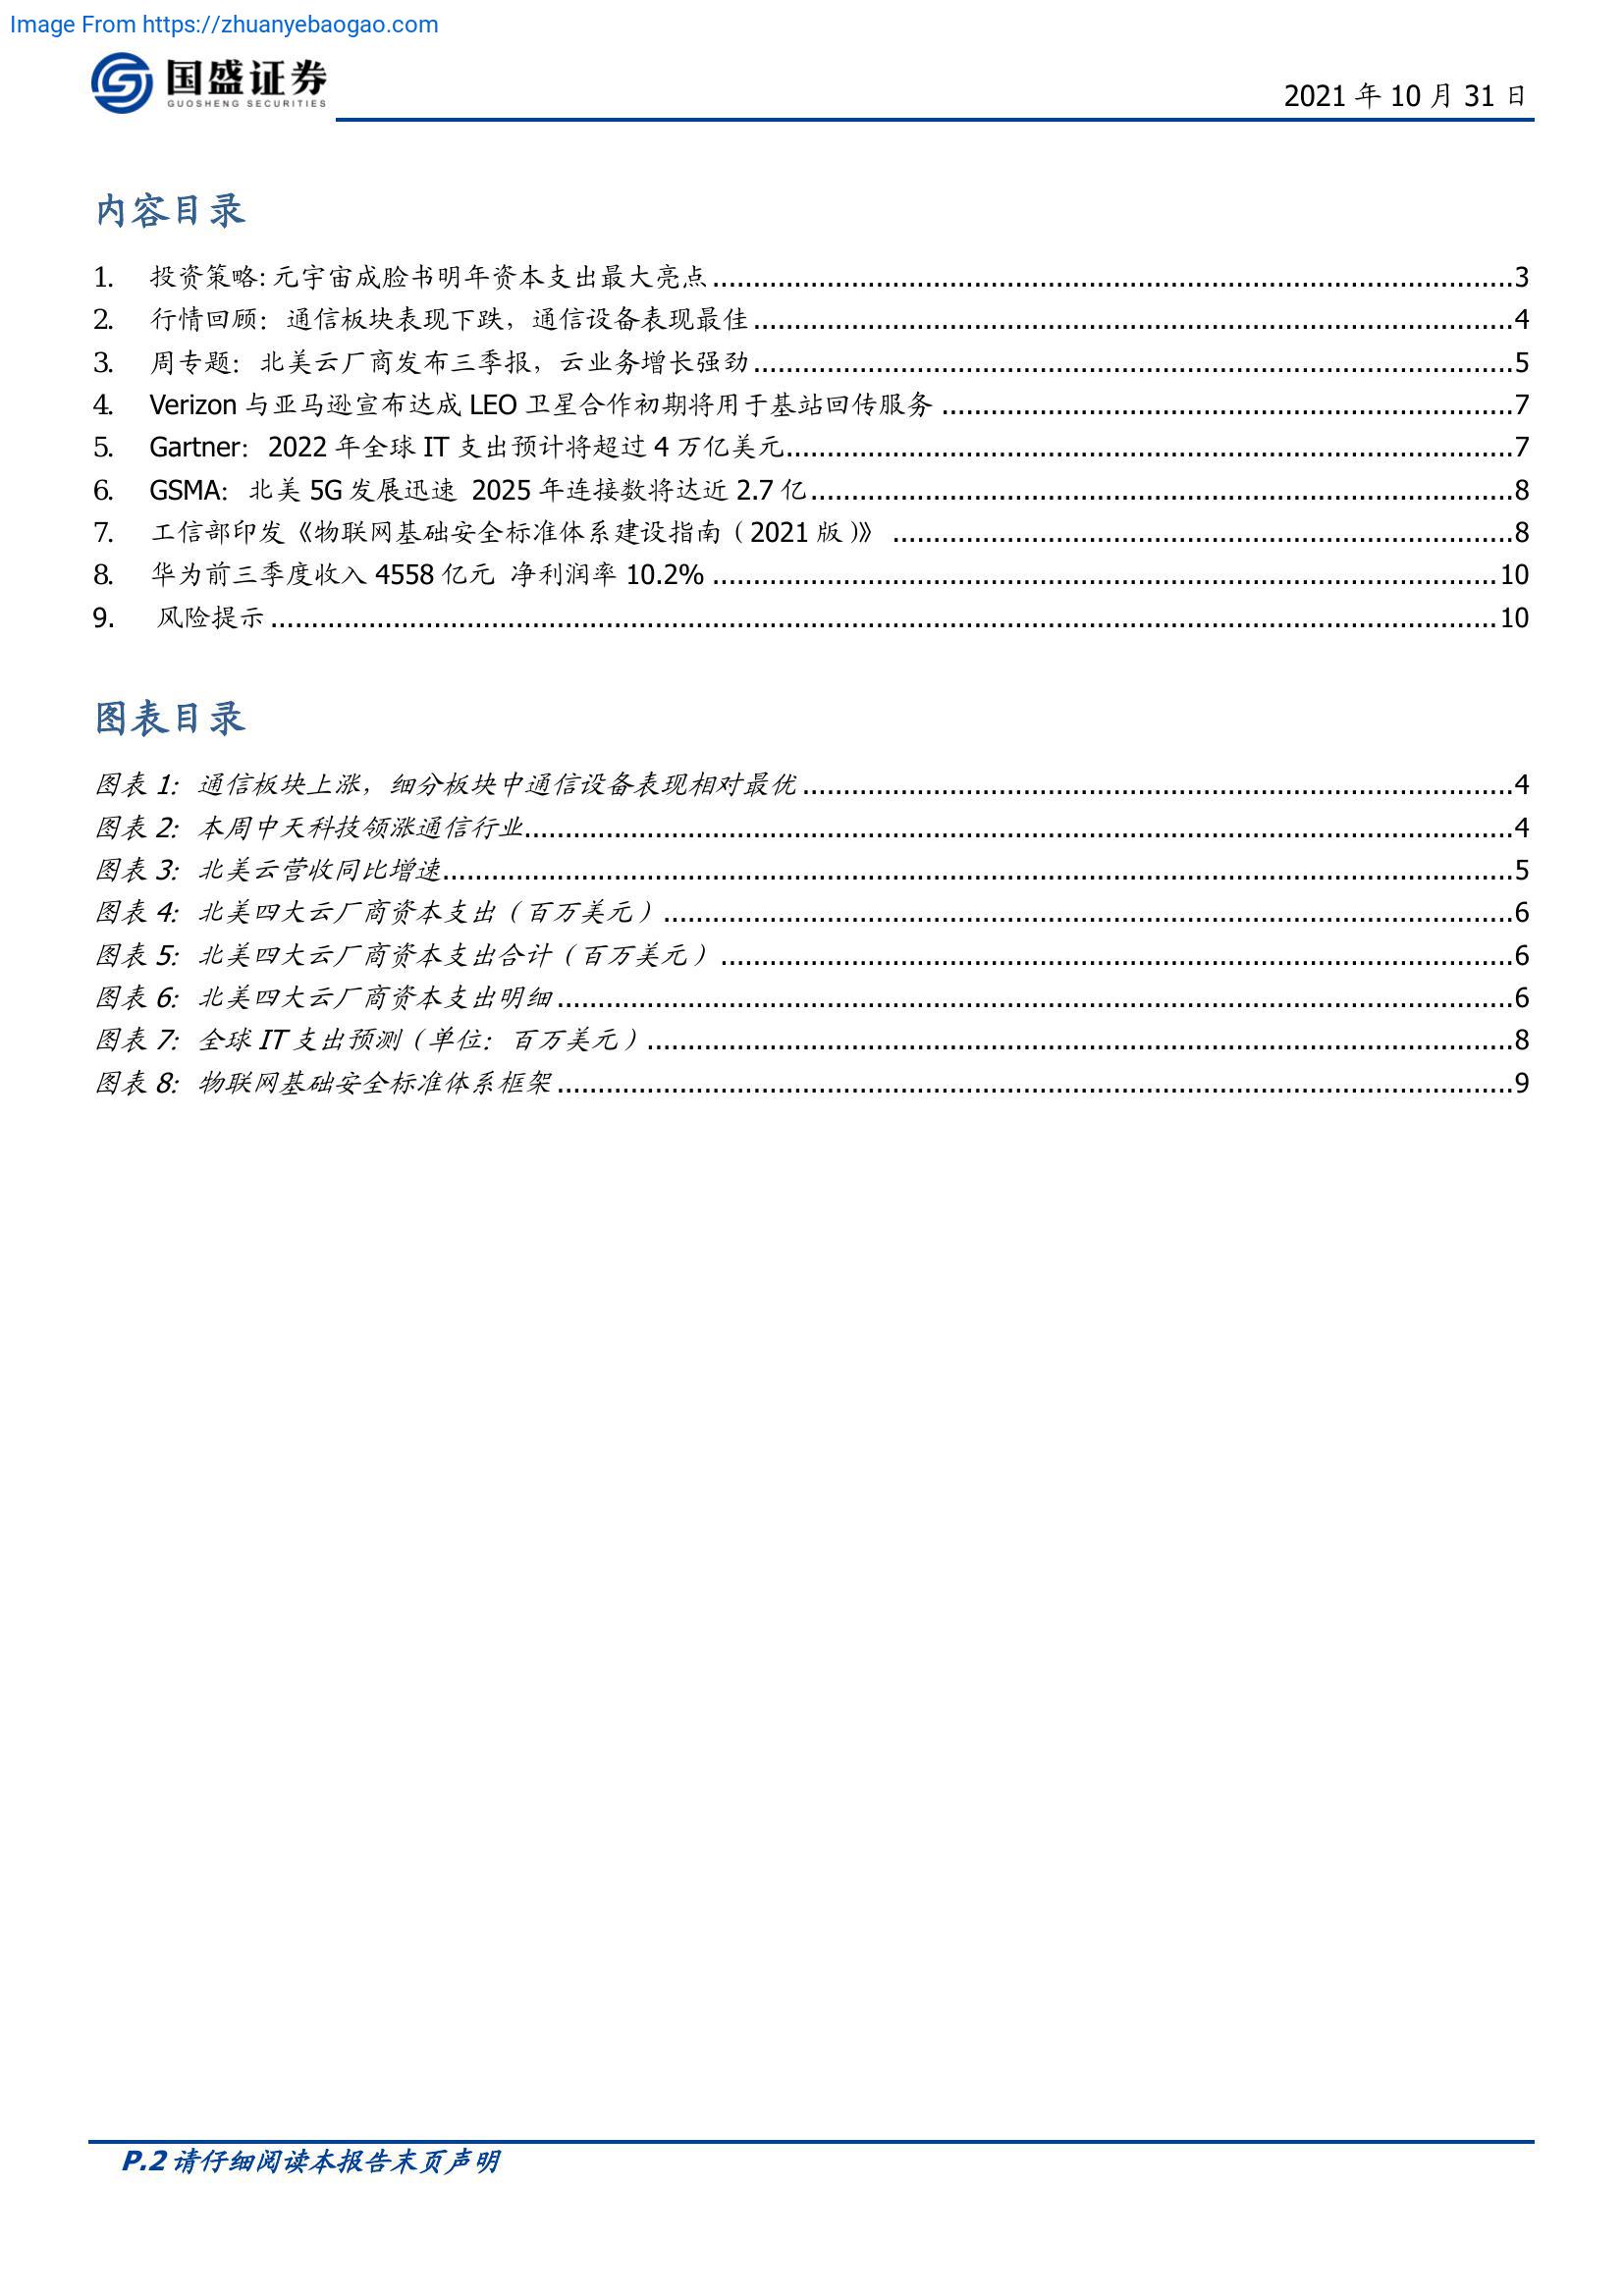 Image From https://zhuanyebaogao.com
国盛证券
GUOSHENG SECURITIES
2021 年 10 月 31 日
内容目录
1. 投资策略: 元宇宙成脸书明年资本支出最大亮点 3
2. 行情回顾：通信板块表现下跌，通信设备表现最佳 4
3. 周专题：北美云厂商发布三季报，云业务增长强劲 5
4. Verizon 与亚马逊宣布达成 LEO 卫星合作初期将用于基站回传服务 7
5. Gartner：2022 年全球 IT 支出预计将超过 4 万亿美元 7
6. GSMA：北美 5G 发展迅速 2025 年连接数将达近 2.7 亿 8
7. 工信部印发《物联网基础安全标准体系建设指南（2021 版）》 8
8. 华为前三季度收入 4558 亿元 净利润率 10.2% 10
9. 风险提示 10
图表目录
图表 1：通信板块上涨，细分板块中通信设备表现相对最优 4
图表 2：本周中天科技领涨通信行业 4
图表 3：北美云营收同比增速 5
图表 4：北美四大云厂商资本支出（百万美元） 6
图表 5：北美四大云厂商资本支出合计（百万美元） 6
图表 6：北美四大云厂商资本支出明细 6
图表 7：全球 IT 支出预测（单位：百万美元） 8
图表 8：物联网基础安全标准体系框架 9
P.2 请仔细阅读本报告末页声明